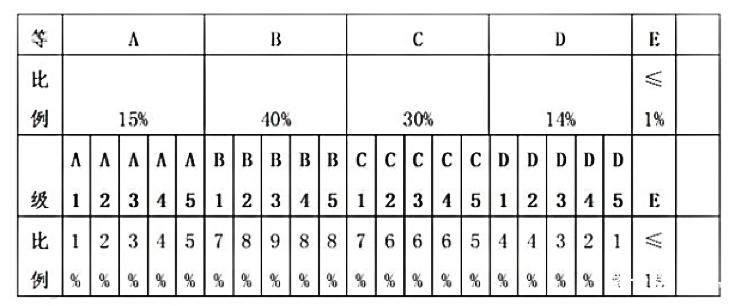 等 A B C D E
比 ≤
例 15% 40% 30% 14% 1%
A A A A A B B B B B C C C C C D D D D D
级 1 2 3 4 5 1 2 3 4 5 1 2 3 4 5 1 2 3 4 5 E
比 1 2 3 4 5 7 8 9 8 8 7 6 6 6 5 4 4 3 2 1 ≤
例 % % % % % % % % % % % % % % % % % % % % 1%